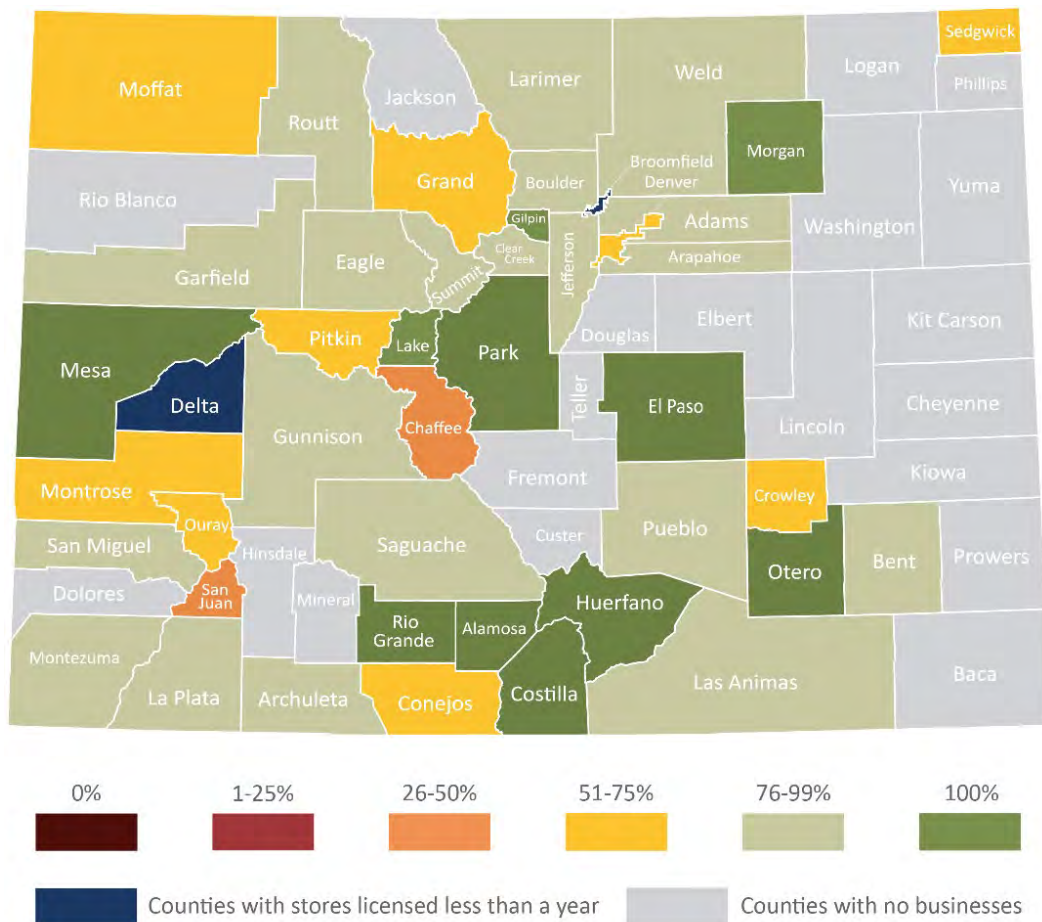 Sedgwick
Logan
Larimer
Weld
Moffat
Phillips
Jackson
Routt
Morgan
Broomfield
Denver
Boulder
Grand
Yuma
Rio Blanco
Gilpin
Adams
Washington
Clear
Creek
Jefferson
Arapahoe
Eagle
Garfield
Summit
Elbert
Kit Carson
Douglas
Pitkin
Lake
Park
Mesa
Delta
Teller
El Paso
Cheyenne
Chaffee
Lincoln
Gunnison
Fremont
Kiowa
Montrose
Crowley
Ouray
Pueblo
Custer
San Miguel
Hinsdale
Saguache
Bent
Prowers
Otero
Dolores
San
Juan
Mineral
Huerfano
Rio
Grande
Alamosa
Montezuma
La Plata
Archuleta
Conejos
Costilla
Las Animas
Baca
0% 1-25% 26-50% 51-75% 76-99% 100%
Counties with stores licensed less than a year
Counties with no businesses